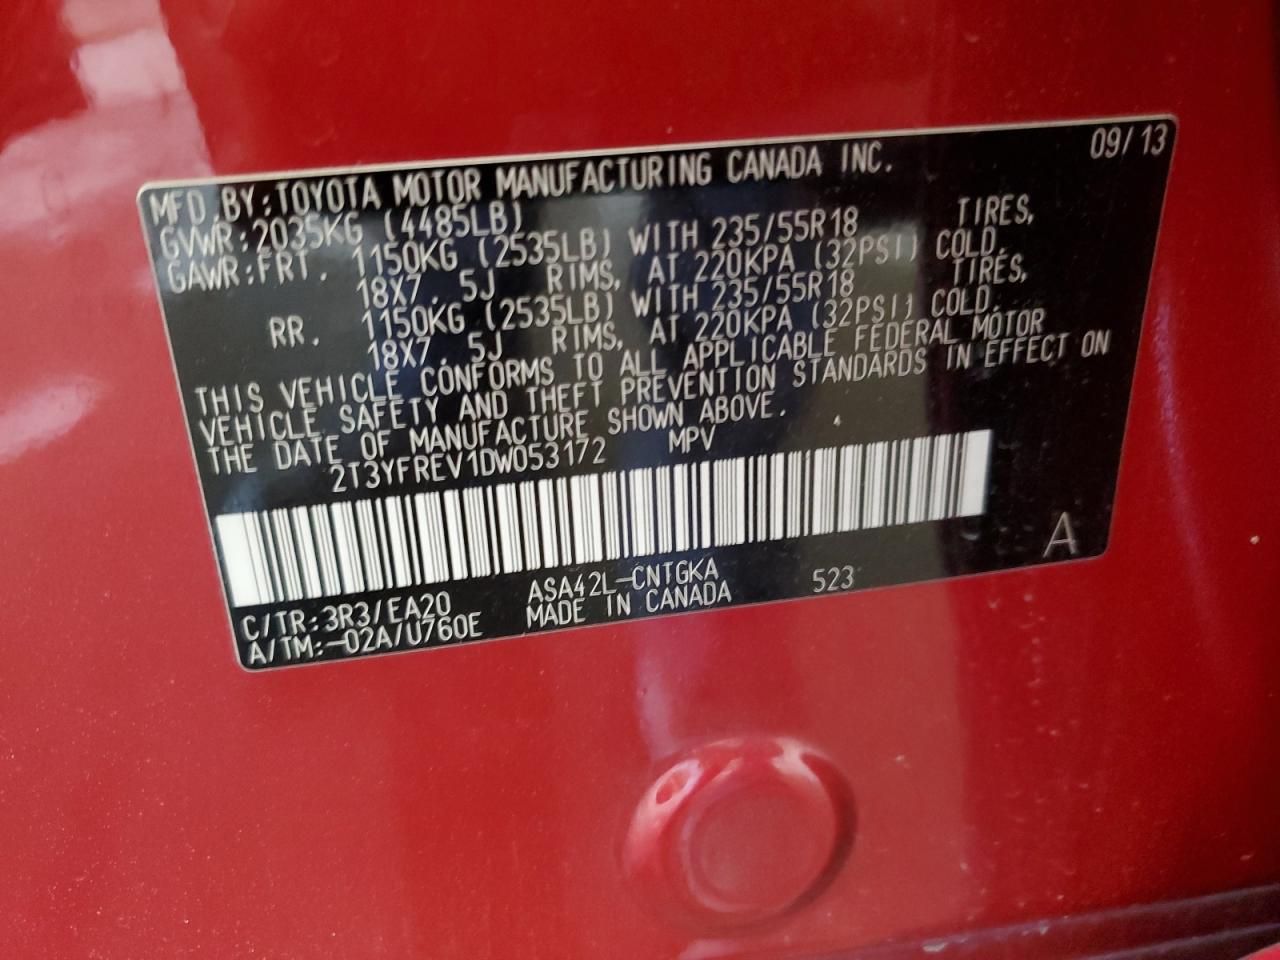 09/13
MFD.BY:TOYOTA MOTOR MANUFACTURING CANADA INC.
GVWR:2035KG (4485LB)
GAWR:FRT. 1150KG (2535LB) WITH 235/55R18 TIRES,
18X7.5J RIMS, AT 220KPA (32PSI) COLD.
RR. 1150KG (2535LB) WITH 235/55R18 TIRES,
18X7.5J RIMS, AT 220KPA (32PSI) COLD.
THIS VEHICLE CONFORMS TO ALL APPLICABLE FEDERAL MOTOR
VEHICLE SAFETY AND THEFT PREVENTION STANDARDS IN EFFECT ON
THE DATE OF MANUFACTURE SHOWN ABOVE.
2T3YFREV1DW053172 MPV
A
C/TR:3R3/EA20 ASA42L-CNTGKA 523
A/TM:-02A/U760E MADE IN CANADA